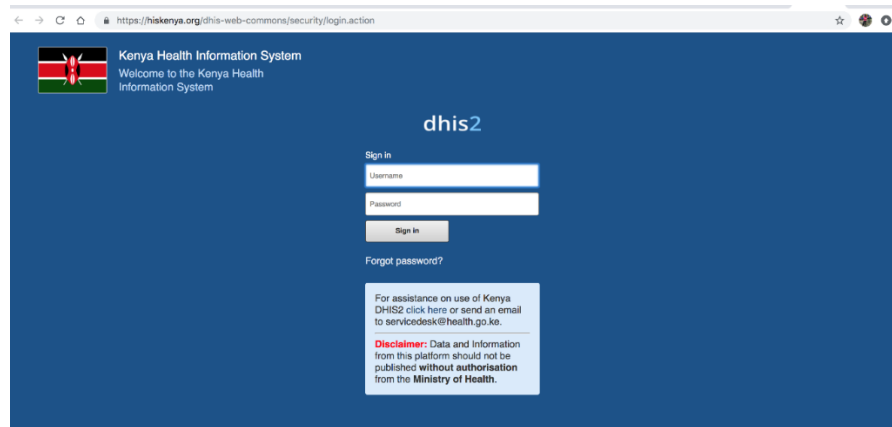 https://hiskenya.org/dhis-web-commons/security/login.action
Kenya Health Information System
Welcome to the Kenya Health
Information System
dhis2
Sign in
Username
Password
Sign in
Forgot password?
For assistance on use of Kenya
DHIS2 click here or send an email
to servicedesk@health.go.ke.
Disclaimer: Data and Information
from this platform should not be
published without authorisation
from the Ministry of Health.